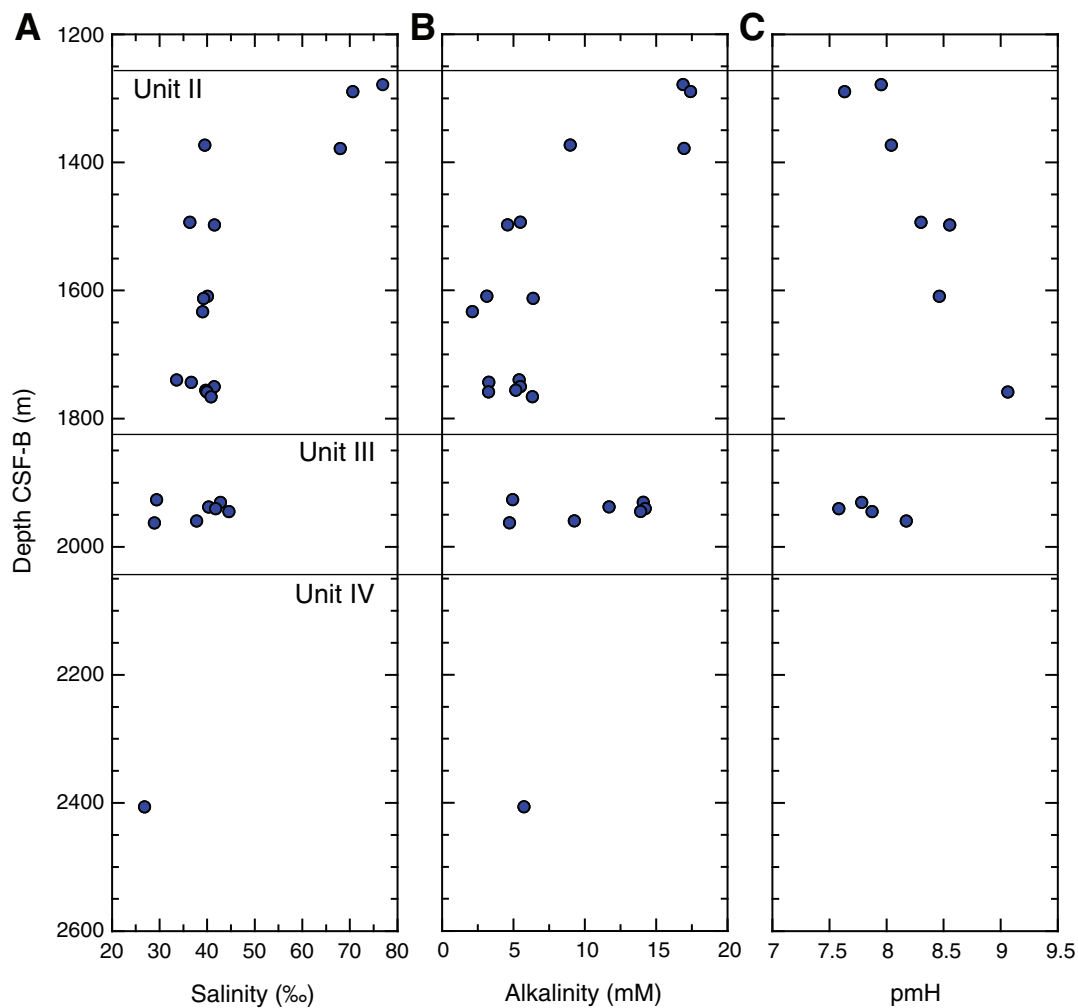 A B C
1200
Unit II
1400
1600
1800
Unit III
2000
Unit IV
2200
2400
2600
Depth CSF-B (m)
20 30 40 50 60 70 80
0 5 10 15 20
7 7.5 8 8.5 9 9.5
Salinity (‰)
Alkalinity (mM)
pmH